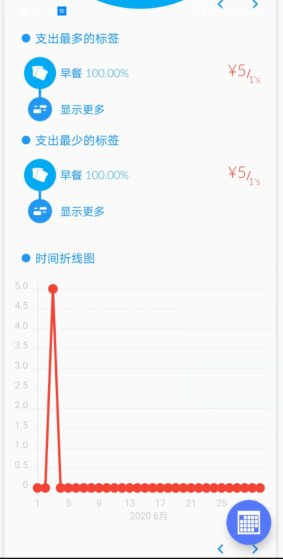 支出最多的标签
早餐 100.00%
¥5/1's
显示更多
支出最少的标签
早餐 100.00%
¥5/1's
显示更多
时间折线图
5.0
4.5
4.0
3.5
3.0
2.5
2.0
1.5
1.0
0.5
0
1 5 9 13 17 21 25
2020 6月